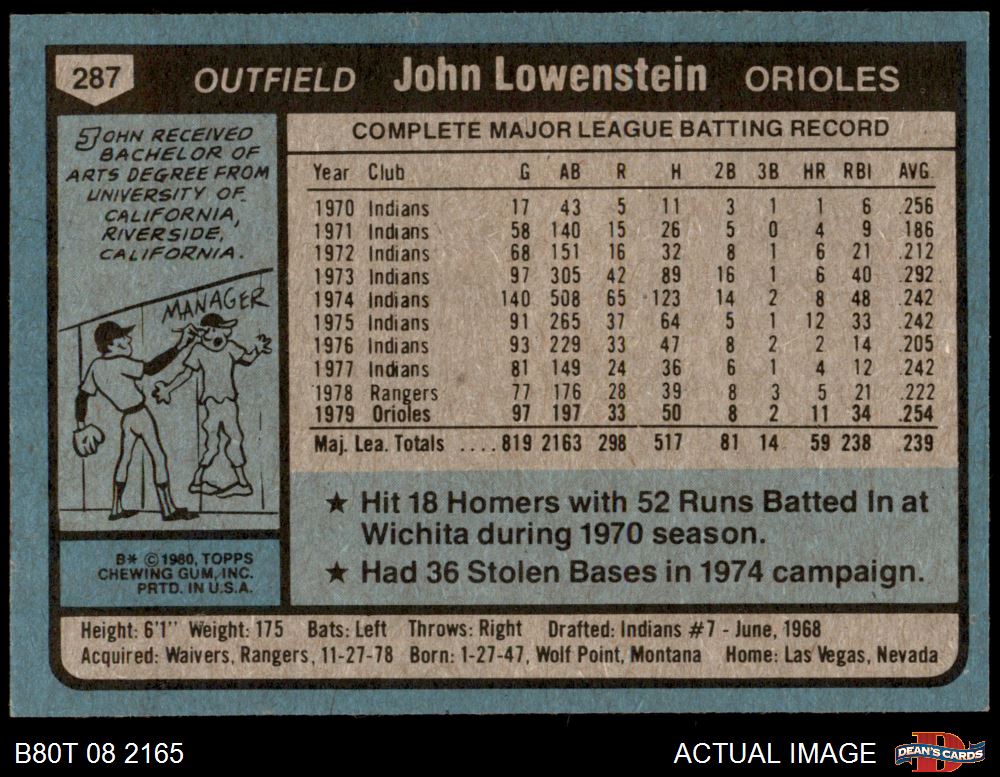 287 OUTFIELD John Lowenstein ORIOLES
JOHN RECEIVED
BACHELOR OF
ARTS DEGREE FROM
UNIVERSITY OF
CALIFORNIA,
RIVERSIDE,
CALIFORNIA.
MANAGER
B* © 1980, TOPPS
CHEWING GUM, INC.
PRTD. IN U.S.A.
COMPLETE MAJOR LEAGUE BATTING RECORD
Year Club G AB R H 2B 3B HR RBI AVG.
1970 Indians 17 43 5 11 3 1 1 6 .256
1971 Indians 58 140 15 26 5 0 4 9 .186
1972 Indians 68 151 16 32 8 1 6 21 .212
1973 Indians 97 305 42 89 16 1 6 40 .292
1974 Indians 140 508 65 123 14 2 8 48 .242
1975 Indians 91 265 37 64 5 1 12 33 .242
1976 Indians 93 229 33 47 8 2 2 14 .205
1977 Indians 81 149 24 36 6 1 4 12 .242
1978 Rangers 77 176 28 39 8 3 5 21 .222
1979 Orioles 97 197 33 50 8 2 11 34 .254
Maj. Lea. Totals ....819 2163 298 517 81 14 59 238 .239
★ Hit 18 Homers with 52 Runs Batted In at
Wichita during 1970 season.
★ Had 36 Stolen Bases in 1974 campaign.
Height: 6'1" Weight: 175 Bats: Left Throws: Right Drafted: Indians #7 - June, 1968
Acquired: Waivers, Rangers, 11-27-78 Born: 1-27-47, Wolf Point, Montana Home: Las Vegas, Nevada
B80T 08 2165 ACTUAL IMAGE D DEAN'S CARDS